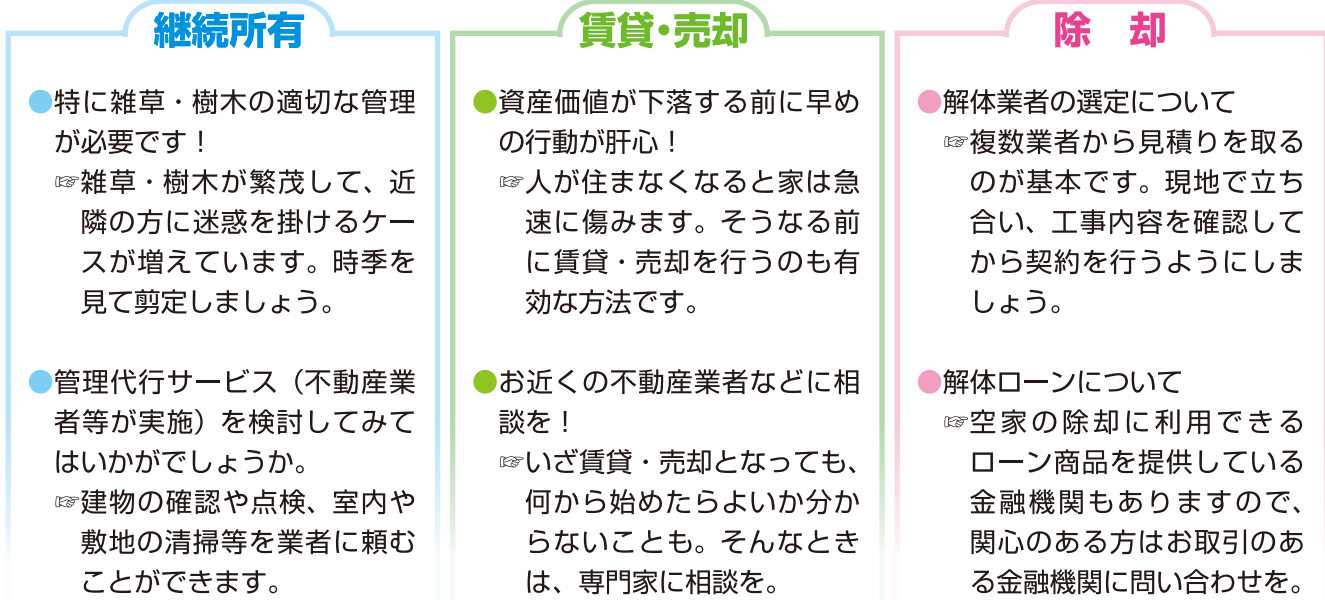 継続所有
●特に雑草・樹木の適切な管理
が必要です！
☞雑草・樹木が繁茂して、近
隣の方に迷惑を掛けるケー
スが増えています。時季を
見て剪定しましょう。
●管理代行サービス（不動産業
者等が実施）を検討してみて
はいかがでしょうか。
☞建物の確認や点検、室内や
敷地の清掃等を業者に頼む
ことができます。
賃貸・売却
●資産価値が下落する前に早め
の行動が肝心！
☞人が住まなくなると家は急
速に傷みます。そうなる前
に賃貸・売却を行うのも有
効な方法です。
●お近くの不動産業者などに相
談を！
☞いざ賃貸・売却となっても、
何から始めたらよいか分か
らないことも。そんなとき
は、専門家に相談を。
除　却
●解体業者の選定について
☞複数業者から見積りを取る
のが基本です。現地で立ち
合い、工事内容を確認して
から契約を行うようにしま
しょう。
●解体ローンについて
☞空家の除却に利用できる
ローン商品を提供している
金融機関もありますので、
関心のある方はお取引のあ
る金融機関に問い合わせを。